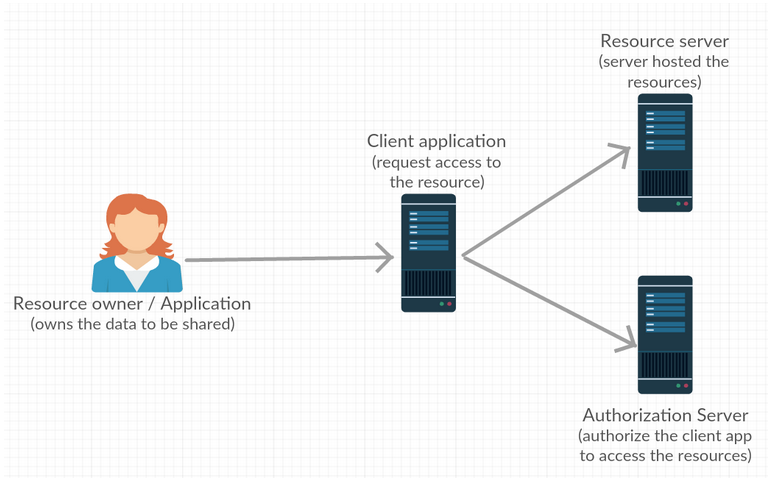 Resource server
(server hosted the
resources)
Client application
(request access to
the resource)
Resource owner / Application
(owns the data to be shared)
Authorization Server
(authorize the client app
to access the resources)